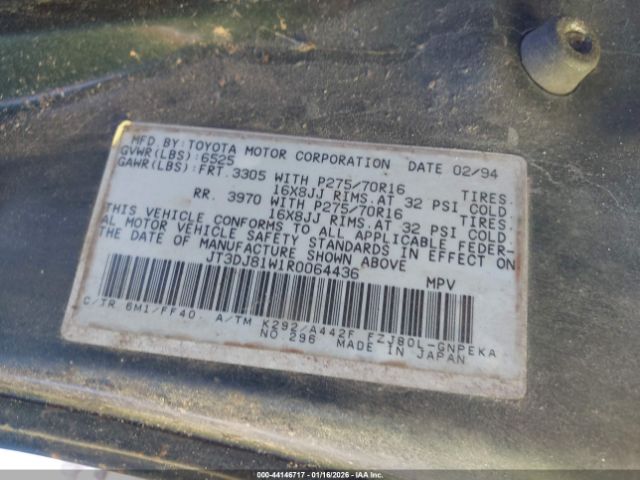 MFD. BY: TOYOTA MOTOR CORPORATION DATE 02/94
GVWR(LBS): 6525
GAWR(LBS): FRT. 3305 WITH P275/70R16 TIRES.
16X8JJ RIMS. AT 32 PSI COLD
RR. 3970 WITH P275/70R16 TIRES.
16X8JJ RIMS. AT 32 PSI COLD.
THIS VEHICLE CONFORMS TO ALL APPLICABLE FEDER-
AL MOTOR VEHICLE SAFETY STANDARDS IN EFFECT ON
THE DATE OF MANUFACTURE SHOWN ABOVE
JT3DJ81W1R0064436 MPV
C/TR 6M1/FF40- A/TM K292/A442F FZJ80L-GNPEKA
NO.296 MADE IN JAPAN
000-44146717 01/16/2026 COPART.COM